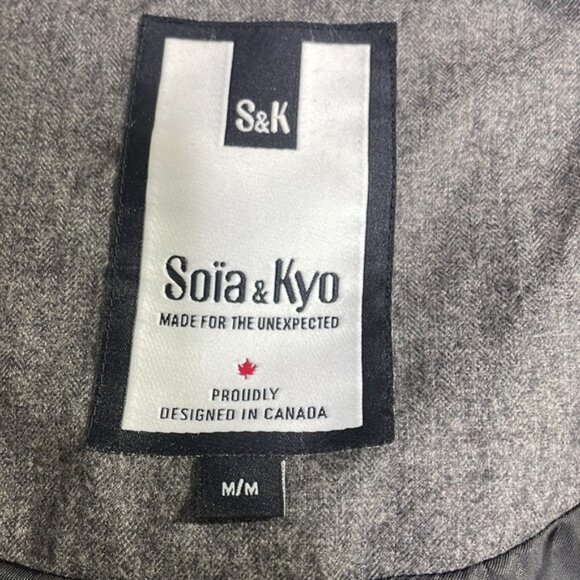 S&K
Soïa & Kyo
MADE FOR THE UNEXPECTED
PROUDLY
DESIGNED IN CANADA
M/M